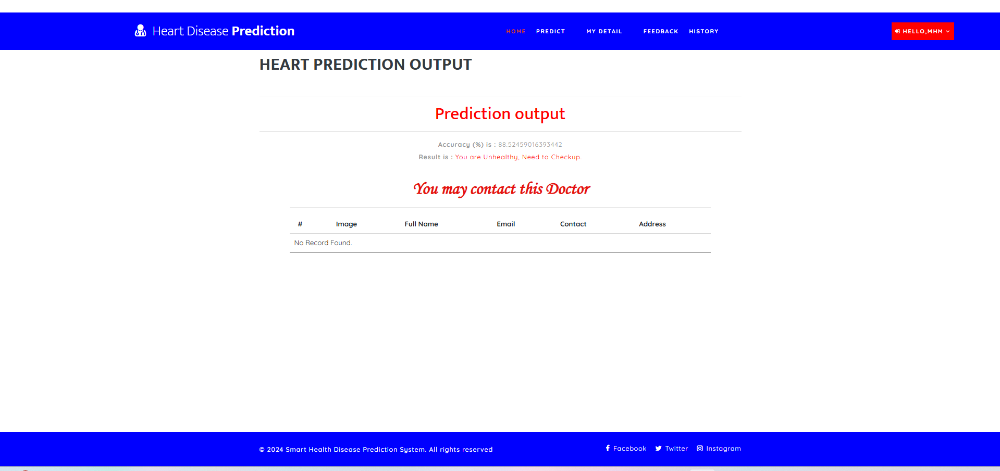 Heart Disease Prediction
HOME PREDICT MY DETAIL FEEDBACK HISTORY
HELLO,MHM
HEART PREDICTION OUTPUT
Prediction output
Accuracy (%) is : 88.52459016393442
Result is : You are Unhealthy, Need to Checkup.
You may contact this Doctor
# Image Full Name Email Contact Address
No Record Found.
© 2024 Smart Health Disease Prediction System. All rights reserved
Facebook Twitter Instagram